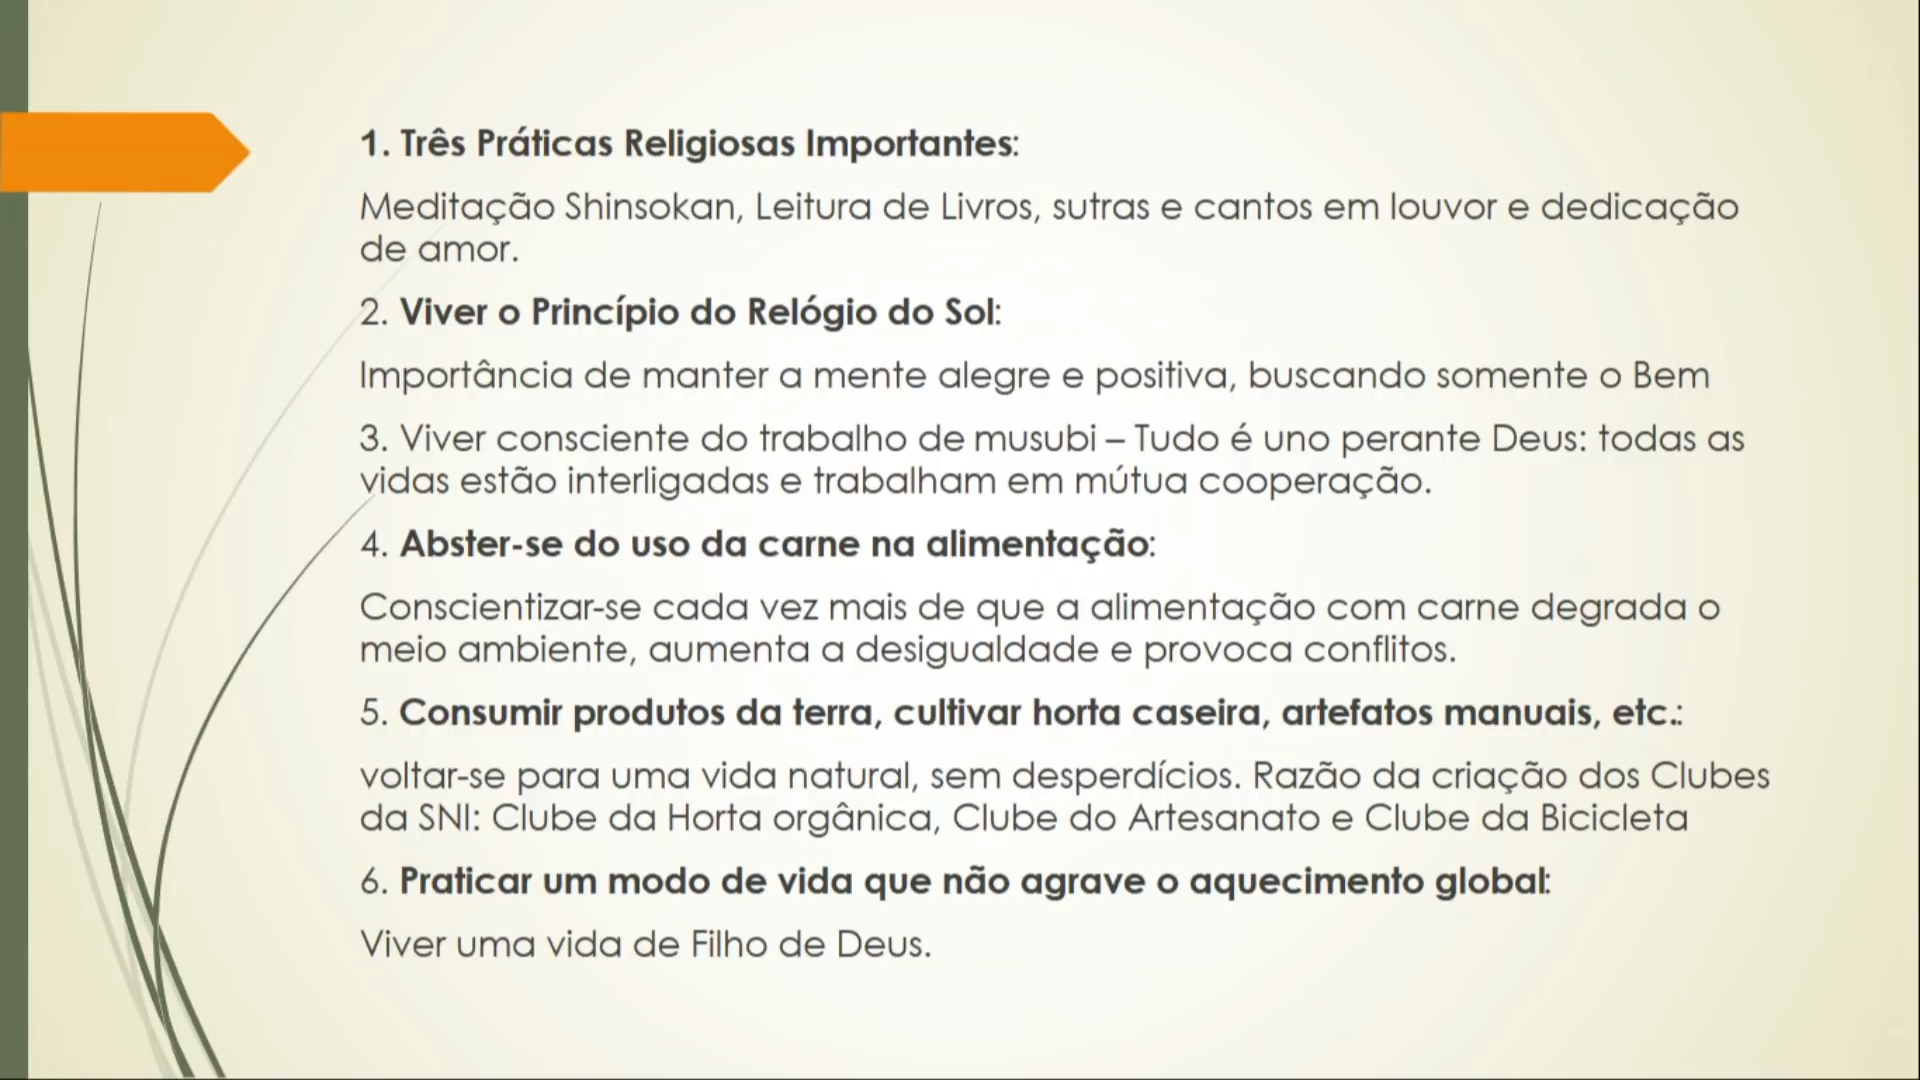 1. Três Práticas Religiosas Importantes:
Meditação Shinsokan, Leitura de Livros, sutras e cantos em louvor e dedicação
de amor.
2. Viver o Princípio do Relógio do Sol:
Importância de manter a mente alegre e positiva, buscando somente o Bem
3. Viver consciente do trabalho de musubi – Tudo é uno perante Deus: todas as
vidas estão interligadas e trabalham em mútua cooperação.
4. Abster-se do uso da carne na alimentação:
Conscientizar-se cada vez mais de que a alimentação com carne degrada o
meio ambiente, aumenta a desigualdade e provoca conflitos.
5. Consumir produtos da terra, cultivar horta caseira, artefatos manuais, etc.:
voltar-se para uma vida natural, sem desperdícios. Razão da criação dos Clubes
da SNI: Clube da Horta orgânica, Clube do Artesanato e Clube da Bicicleta
6. Praticar um modo de vida que não agrave o aquecimento global:
Viver uma vida de Filho de Deus.